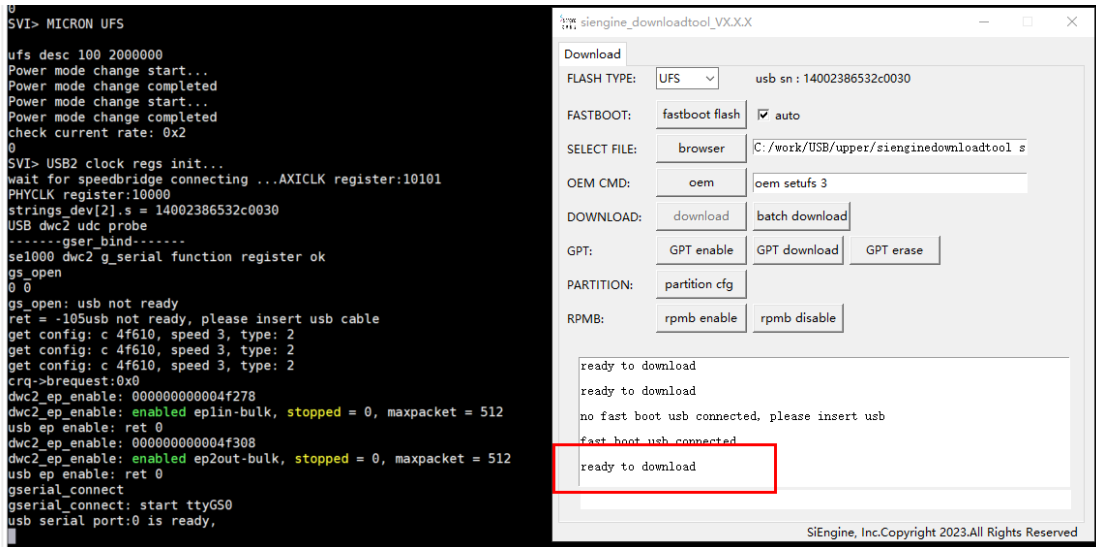 0
SVI> MICRON UFS
ufs desc 100 2000000
Power mode change start...
Power mode change completed
Power mode change start...
Power mode change completed
check current rate: 0x2
0
SVI> USB2 clock regs init...
wait for speedbridge connecting ...AXICLK register:10101
PHYCLK register:10000
strings_dev[2].s = 14002386532c0030
USB dwc2 udc probe
-------gser_bind-------
se1000 dwc2 g_serial function register ok
gs_open
0 0
gs_open: usb not ready
ret = -105usb not ready, please insert usb cable
get config: c 4f610, speed 3, type: 2
get config: c 4f610, speed 3, type: 2
get config: c 4f610, speed 3, type: 2
crq->brequest:0x0
dwc2_ep_enable: 000000000004f278
dwc2_ep_enable: enabled ep1in-bulk, stopped = 0, maxpacket = 512
usb ep enable: ret 0
dwc2_ep_enable: 000000000004f308
dwc2_ep_enable: enabled ep2out-bulk, stopped = 0, maxpacket = 512
usb ep enable: ret 0
gserial_connect
gserial_connect: start ttyGS0
usb serial port:0 is ready,
siengine_downloadtool_VX.X.X
Download
FLASH TYPE: UFS usb sn : 14002386532c0030
FASTBOOT: fastboot flash auto
SELECT FILE: browser C:/work/USB/upper/sienginedownloadtool s
OEM CMD: oem oem setufs 3
DOWNLOAD: download batch download
GPT: GPT enable GPT download GPT erase
PARTITION: partition cfg
RPMB: rpmb enable rpmb disable
ready to download
ready to download
no fast boot usb connected, please insert usb
fast boot usb connected
ready to download
SiEngine, Inc.Copyright 2023.All Rights Reserved